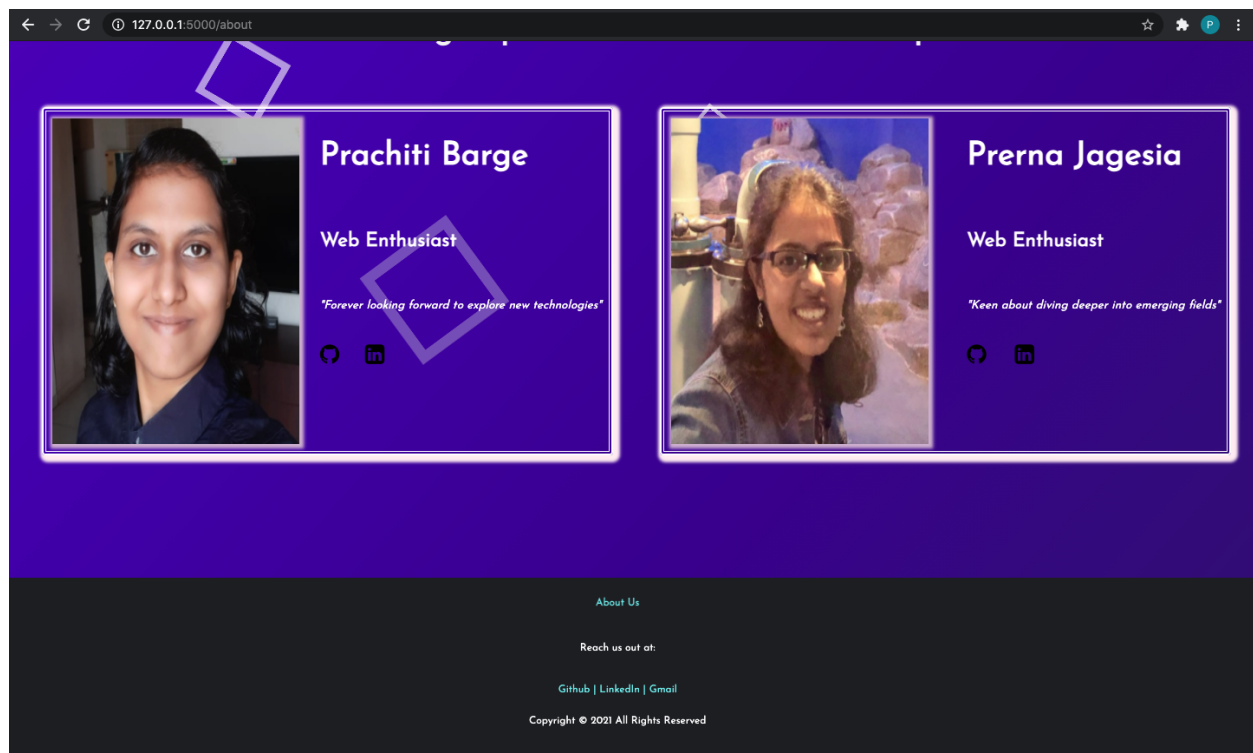 127.0.0.1:5000/about
P
Prachiti Barge
Web Enthusiast
"Forever looking forward to explore new technologies"
in
Prerna Jagesia
Web Enthusiast
"Keen about diving deeper into emerging fields"
in
About Us
Reach us out at:
Github | LinkedIn | Gmail
Copyright © 2021 All Rights Reserved